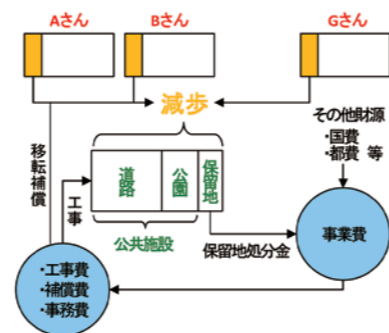 Aさん
Bさん
Gさん
減歩
その他財源
・国費
・都費 等
移転補償
工事
道路
公園
保留地
公共施設
保留地処分金
事業費
・工事費
・補償費
・事務費